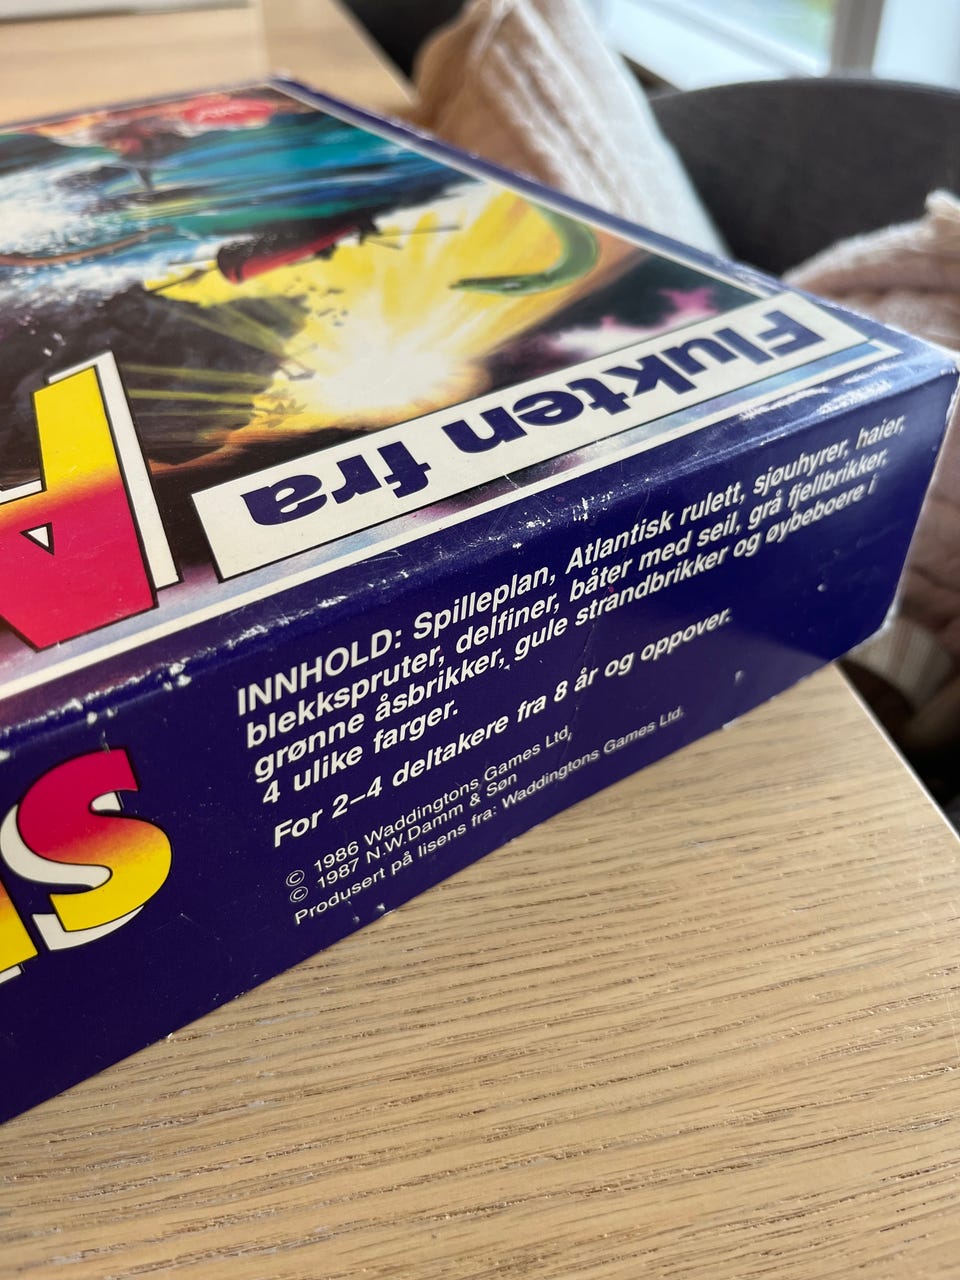 Flukten fra
A
S
INNHOLD: Spilleplan, Atlantisk rulett, sjøuhyrer, haier,
blekkspruter, delfiner, båter med seil, grå fjellbrikker,
grønne åsbrikker, gule strandbrikker og øybeboere i
4 ulike farger.
For 2–4 deltakere fra 8 år og oppover.
© 1986 Waddingtons Games Ltd,
© 1987 N.W.Damm & Søn
Produsert på lisens fra: Waddingtons Games Ltd.